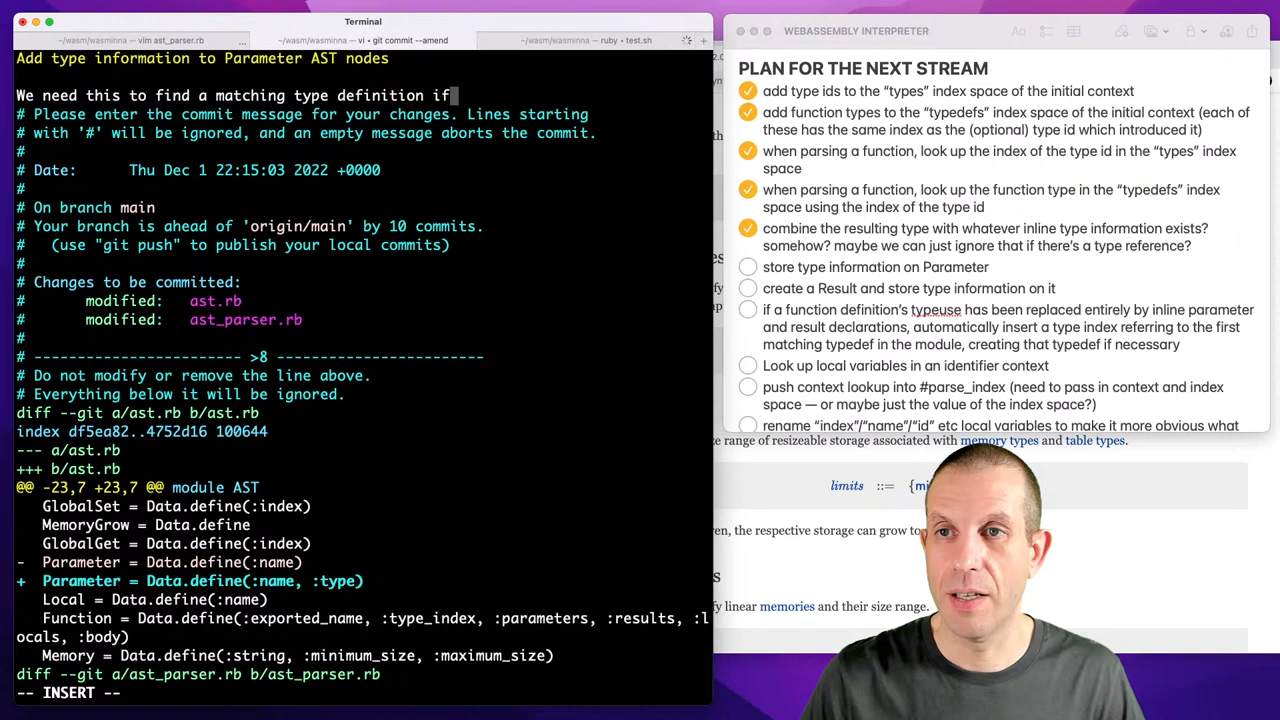 Terminal
~/wasm/wasminna — vim ast_parser.rb
...
~/wasm/wasminna — vi • git commit --amend
~/wasm/wasminna — ruby • test.sh
Add type information to Parameter AST nodes
We need this to find a matching type definition if
# Please enter the commit message for your changes. Lines starting
# with '#' will be ignored, and an empty message aborts the commit.
#
# Date:      Thu Dec 1 22:15:03 2022 +0000
#
# On branch main
# Your branch is ahead of 'origin/main' by 10 commits.
#   (use "git push" to publish your local commits)
#
# Changes to be committed:
#       modified:   ast.rb
#       modified:   ast_parser.rb
#
# ------------------------ >8 ------------------------
# Do not modify or remove the line above.
# Everything below it will be ignored.
diff --git a/ast.rb b/ast.rb
index df5ea82..4752d16 100644
--- a/ast.rb
+++ b/ast.rb
@@ -23,7 +23,7 @@ module AST
   GlobalSet = Data.define(:index)
   MemoryGrow = Data.define
   GlobalGet = Data.define(:index)
-  Parameter = Data.define(:name)
+  Parameter = Data.define(:name, :type)
   Local = Data.define(:name)
   Function = Data.define(:exported_name, :type_index, :parameters, :results, :l
ocals, :body)
   Memory = Data.define(:string, :minimum_size, :maximum_size)
diff --git a/ast_parser.rb b/ast_parser.rb
-- INSERT --
WEBASSEMBLY INTERPRETER
Aa
PLAN FOR THE NEXT STREAM
add type ids to the “types” index space of the initial context
add function types to the “typedefs” index space of the initial context (each of
these has the same index as the (optional) type id which introduced it)
when parsing a function, look up the index of the type id in the “types” index
space
when parsing a function, look up the function type in the “typedefs” index
space using the index of the type id
combine the resulting type with whatever inline type information exists?
somehow? maybe we can just ignore that if there’s a type reference?
store type information on Parameter
create a Result and store type information on it
if a function definition’s typeuse has been replaced entirely by inline parameter
and result declarations, automatically insert a type index referring to the first
matching typedef in the module, creating that typedef if necessary
Look up local variables in an identifier context
push context lookup into #parse_index (need to pass in context and index
space — or maybe just the value of the index space?)
rename “index”/“name”/“id” etc local variables to make it more obvious what
ze range of resizeable storage associated with memory types and table types.
limits ::= {mi
en, the respective storage can grow to
fy linear memories and their size range.